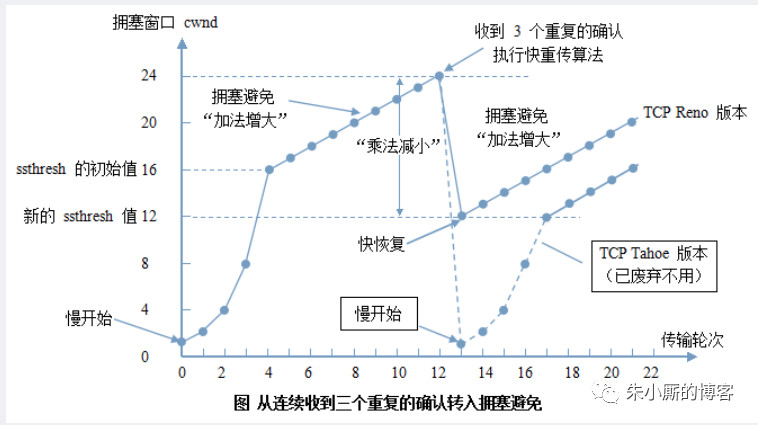 拥塞窗口 cwnd
收到 3 个重复的确认
执行快重传算法
24
拥塞避免
“加法增大”
拥塞避免
“加法增大”
TCP Reno 版本
20
“乘法减小”
ssthresh 的初始值
16
新的 ssthresh 值
12
快恢复
TCP Tahoe 版本
（已废弃不用）
8
4
慢开始
慢开始
传输轮次
0
0 2 4 6 8 10 12 14 16 18 20 22
朱小厮的博客
图 从连续收到三个重复的确认转入拥塞避免